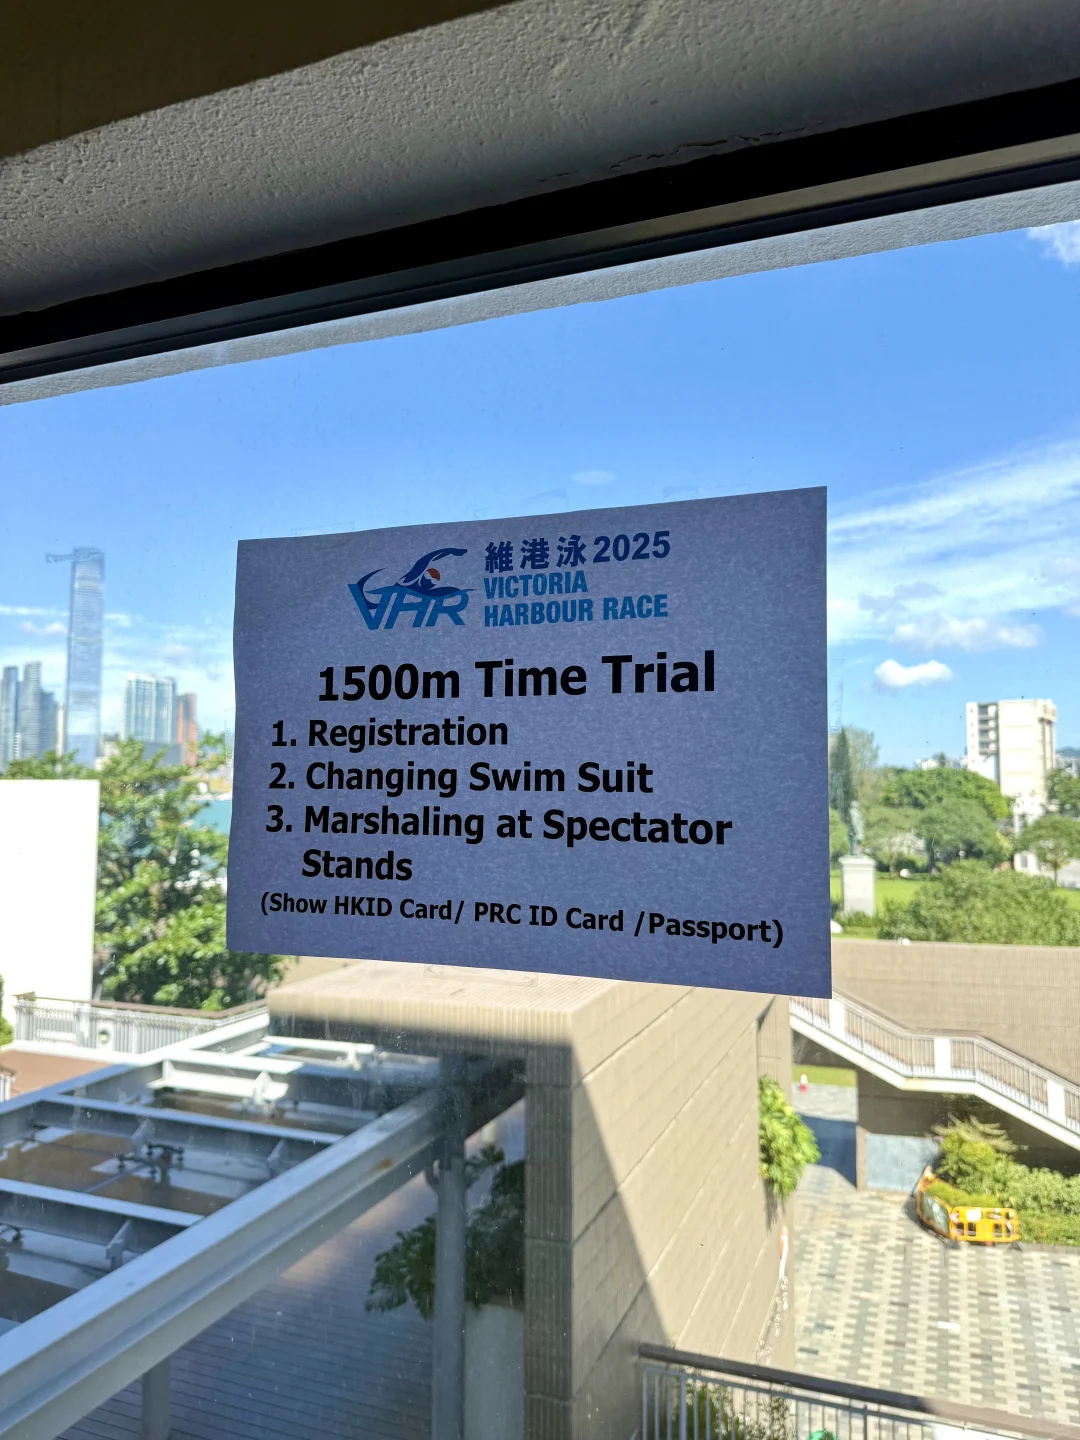 維港泳2025
VHR VICTORIA
HARBOUR RACE
1500m Time Trial
1. Registration
2. Changing Swim Suit
3. Marshaling at Spectator
Stands
(Show HKID Card/ PRC ID Card /Passport)